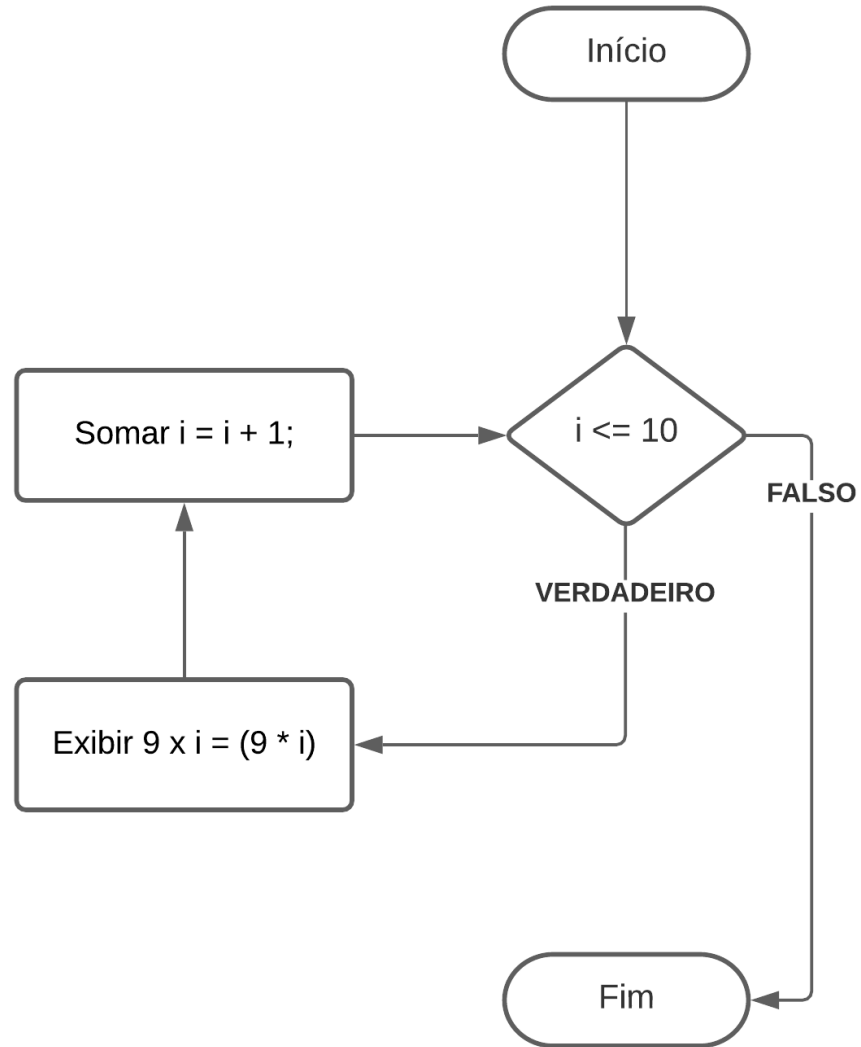 Início
Somar i = i + 1;
i <= 10
FALSO
VERDADEIRO
Exibir 9 x i = (9 * i)
Fim